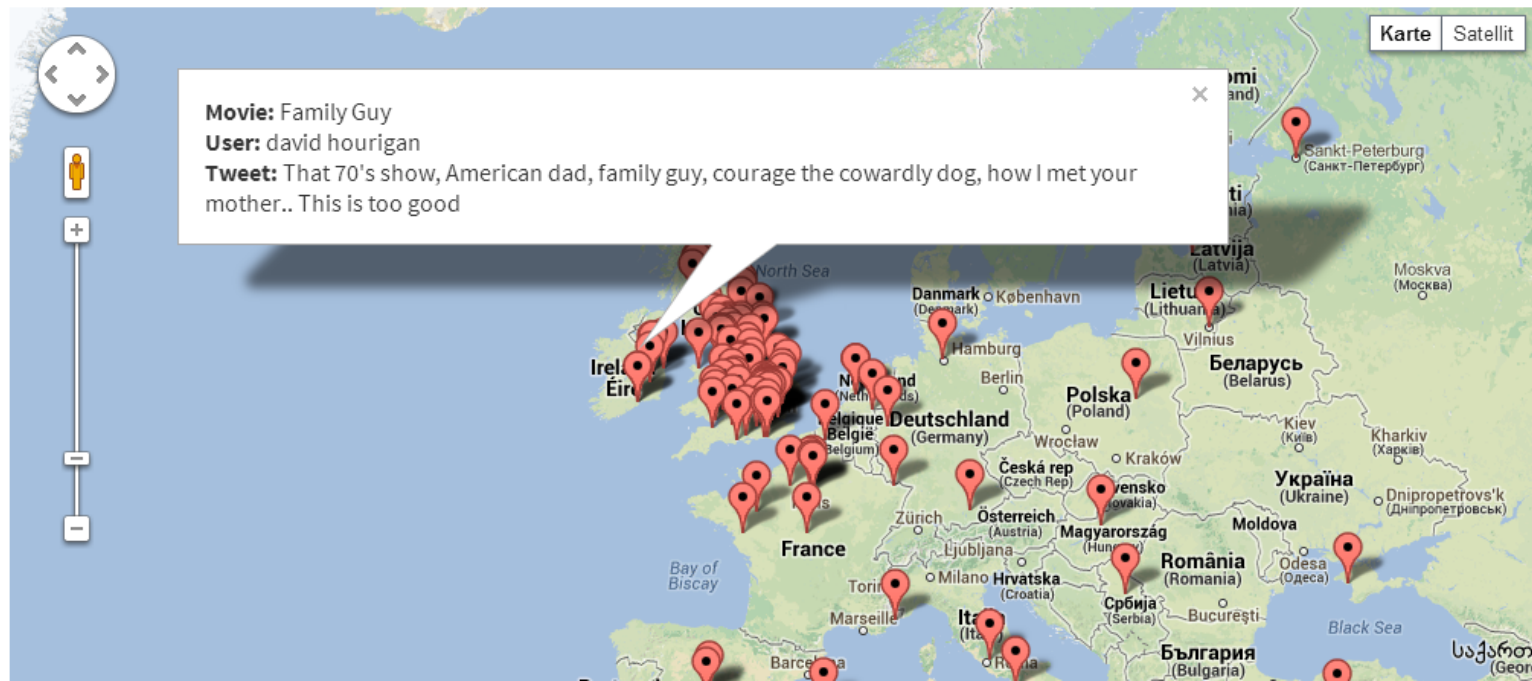 Karte Satellit
Movie: Family Guy
User: david hourigan
Tweet: That 70's show, American dad, family guy, courage the cowardly dog, how I met your
mother.. This is too good
Sankt-Peterburg
(Санкт-Петербург)
Latvija
(Latvia)
North Sea
Moskva
(Москва)
Danmark
København
Vilnius
Hamburg
Беларусь
(Belarus)
Berlin
Polska
(Poland)
Deutschland
(Germany)
België
Wrocław
Kraków
Kiev
(Київ)
Kharkiv
(Харків)
Česká rep
(Czech Rep)
Україна
(Ukraine)
Dnipropetrovs'k
(Дніпропетровськ)
Zürich
Österreich
(Austria)
Magyarország
Moldova
France
Ljubljana
Bay of
Biscay
Milano
Hrvatska
(Croatia)
România
(Romania)
Odesa
(Одеса)
Marseille
Србија
(Serbia)
Bucureşti
Black Sea
България
(Bulgaria)